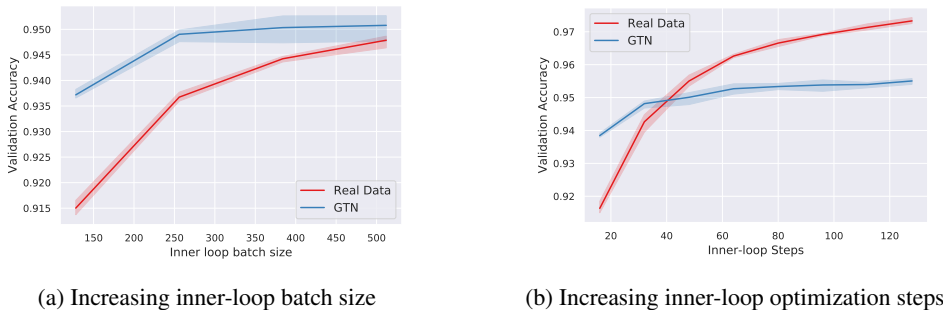 0.950
0.945
0.940
0.935
0.930
0.925
0.920
0.915
Validation Accuracy
Real Data
GTN
150 200 250 300 350 400 450 500
Inner loop batch size
(a) Increasing inner-loop batch size
0.97
0.96
0.95
0.94
0.93
0.92
Validation Accuracy
Real Data
GTN
20 40 60 80 100 120
Inner-loop Steps
(b) Increasing inner-loop optimization steps